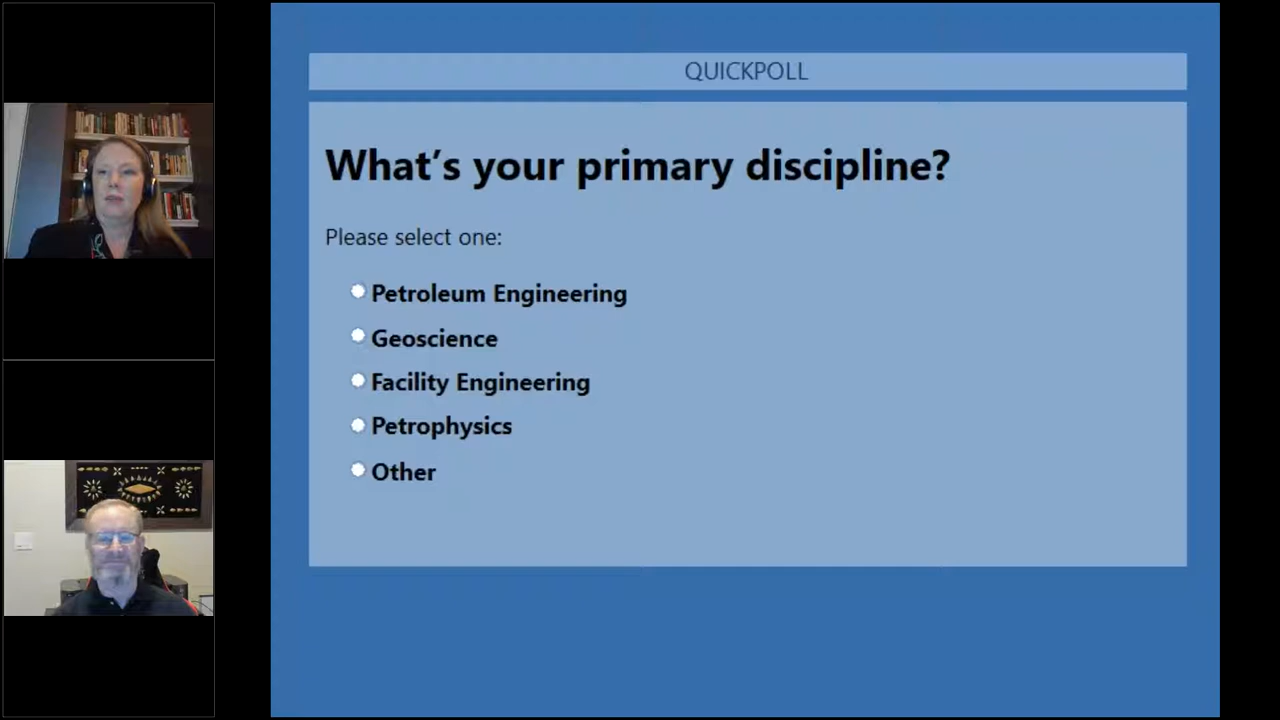 QUICKPOLL
What's your primary discipline?
Please select one:
Petroleum Engineering
Geoscience
Facility Engineering
Petrophysics
Other